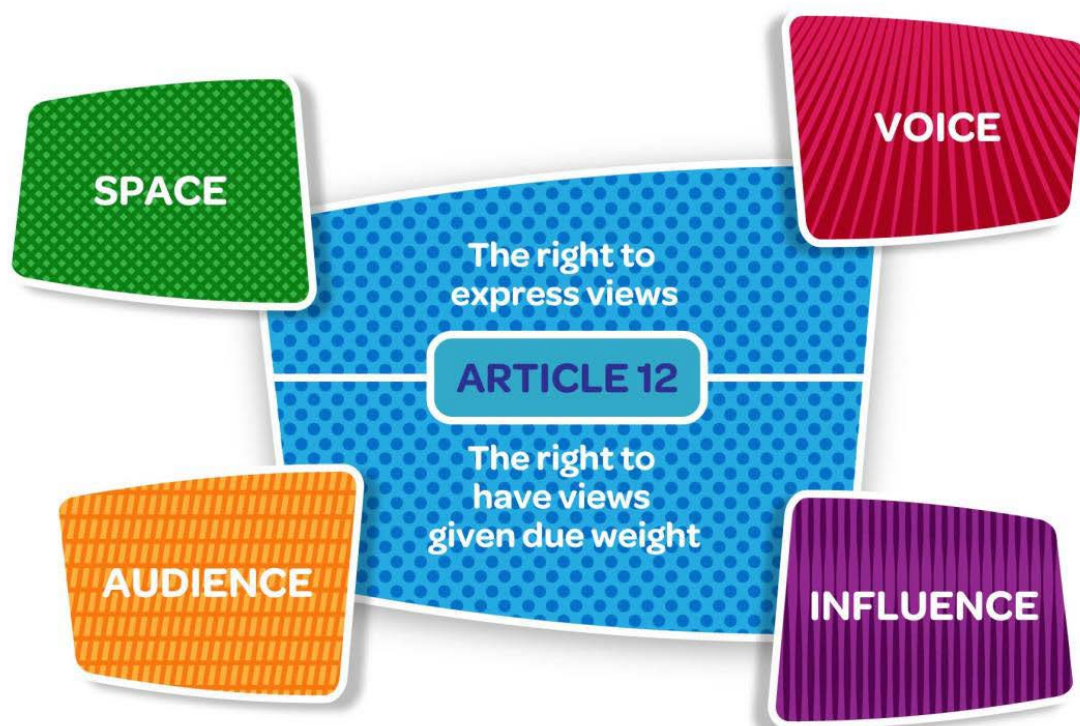 SPACE
VOICE
The right to
express views
ARTICLE 12
The right to
have views
given due weight
AUDIENCE
INFLUENCE